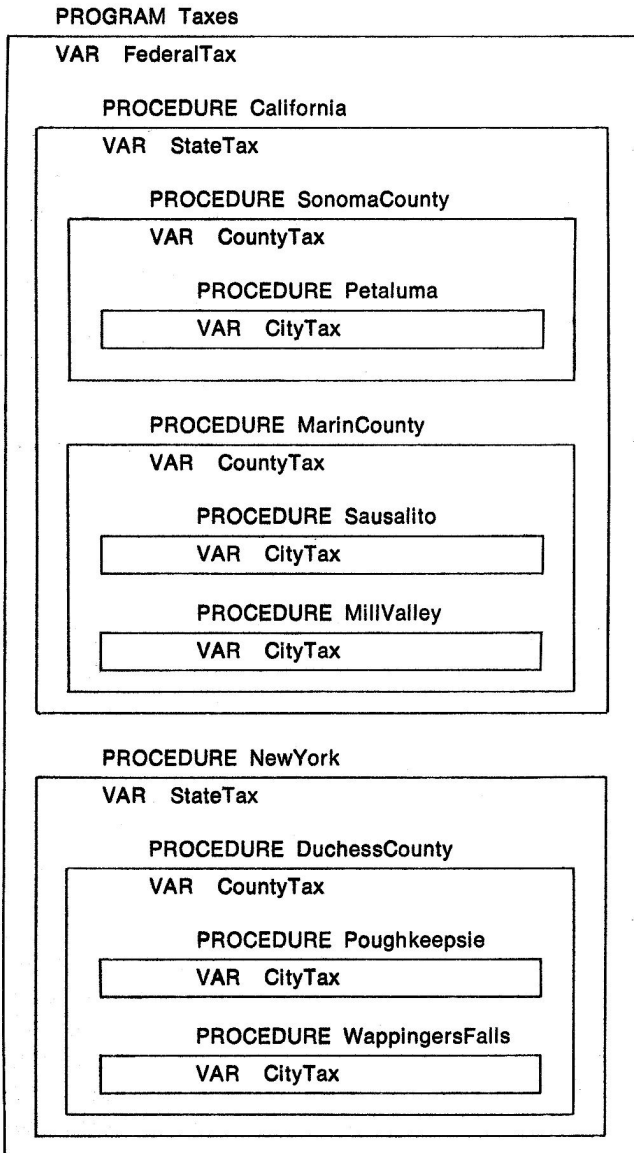 PROGRAM Taxes
VAR FederalTax
PROCEDURE California
VAR StateTax
PROCEDURE SonomaCounty
VAR CountyTax
PROCEDURE Petaluma
VAR CityTax
PROCEDURE MarinCounty
VAR CountyTax
PROCEDURE Sausalito
VAR CityTax
PROCEDURE MillValley
VAR CityTax
PROCEDURE NewYork
VAR StateTax
PROCEDURE DuchessCounty
VAR CountyTax
PROCEDURE Poughkeepsie
VAR CityTax
PROCEDURE WappingersFalls
VAR CityTax